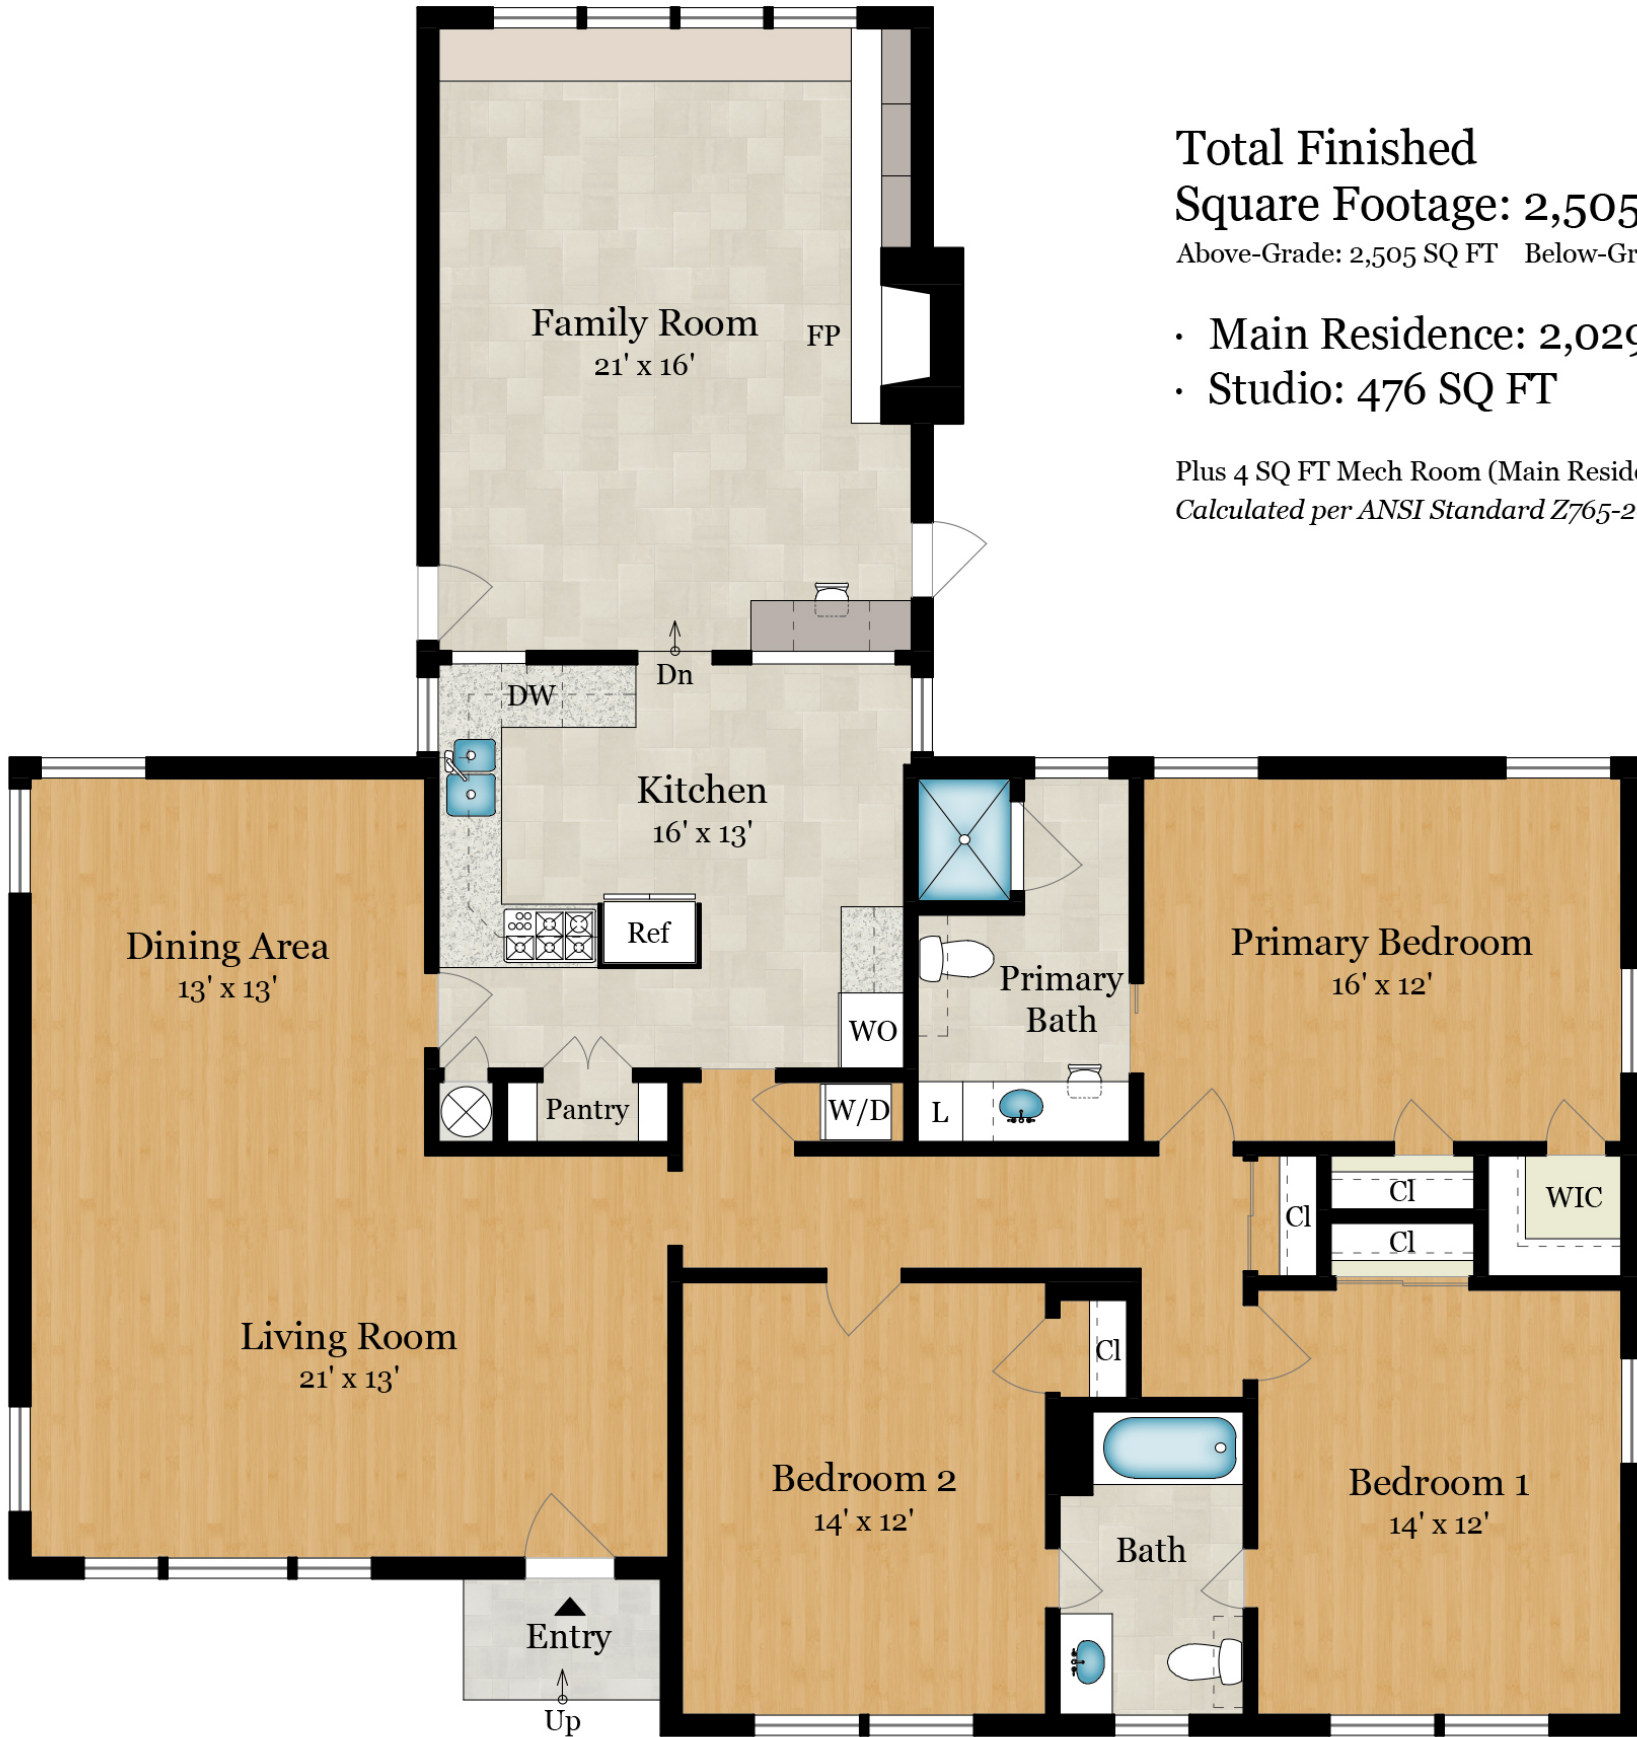 Total Finished
Square Footage: 2,505
Above-Grade: 2,505 SQ FT Below-Gr
· Main Residence: 2,029
· Studio: 476 SQ FT
Plus 4 SQ FT Mech Room (Main Resid
Calculated per ANSI Standard Z765-2
Family Room
21' x 16'
FP
Dn
DW
Kitchen
16' x 13'
Ref
WO
Dining Area
13' x 13'
Primary
Bath
Primary Bedroom
16' x 12'
Pantry
W/D
L
Cl
Cl
Cl
WIC
Living Room
21' x 13'
Cl
Bedroom 2
14' x 12'
Bath
Bedroom 1
14' x 12'
Entry
Up